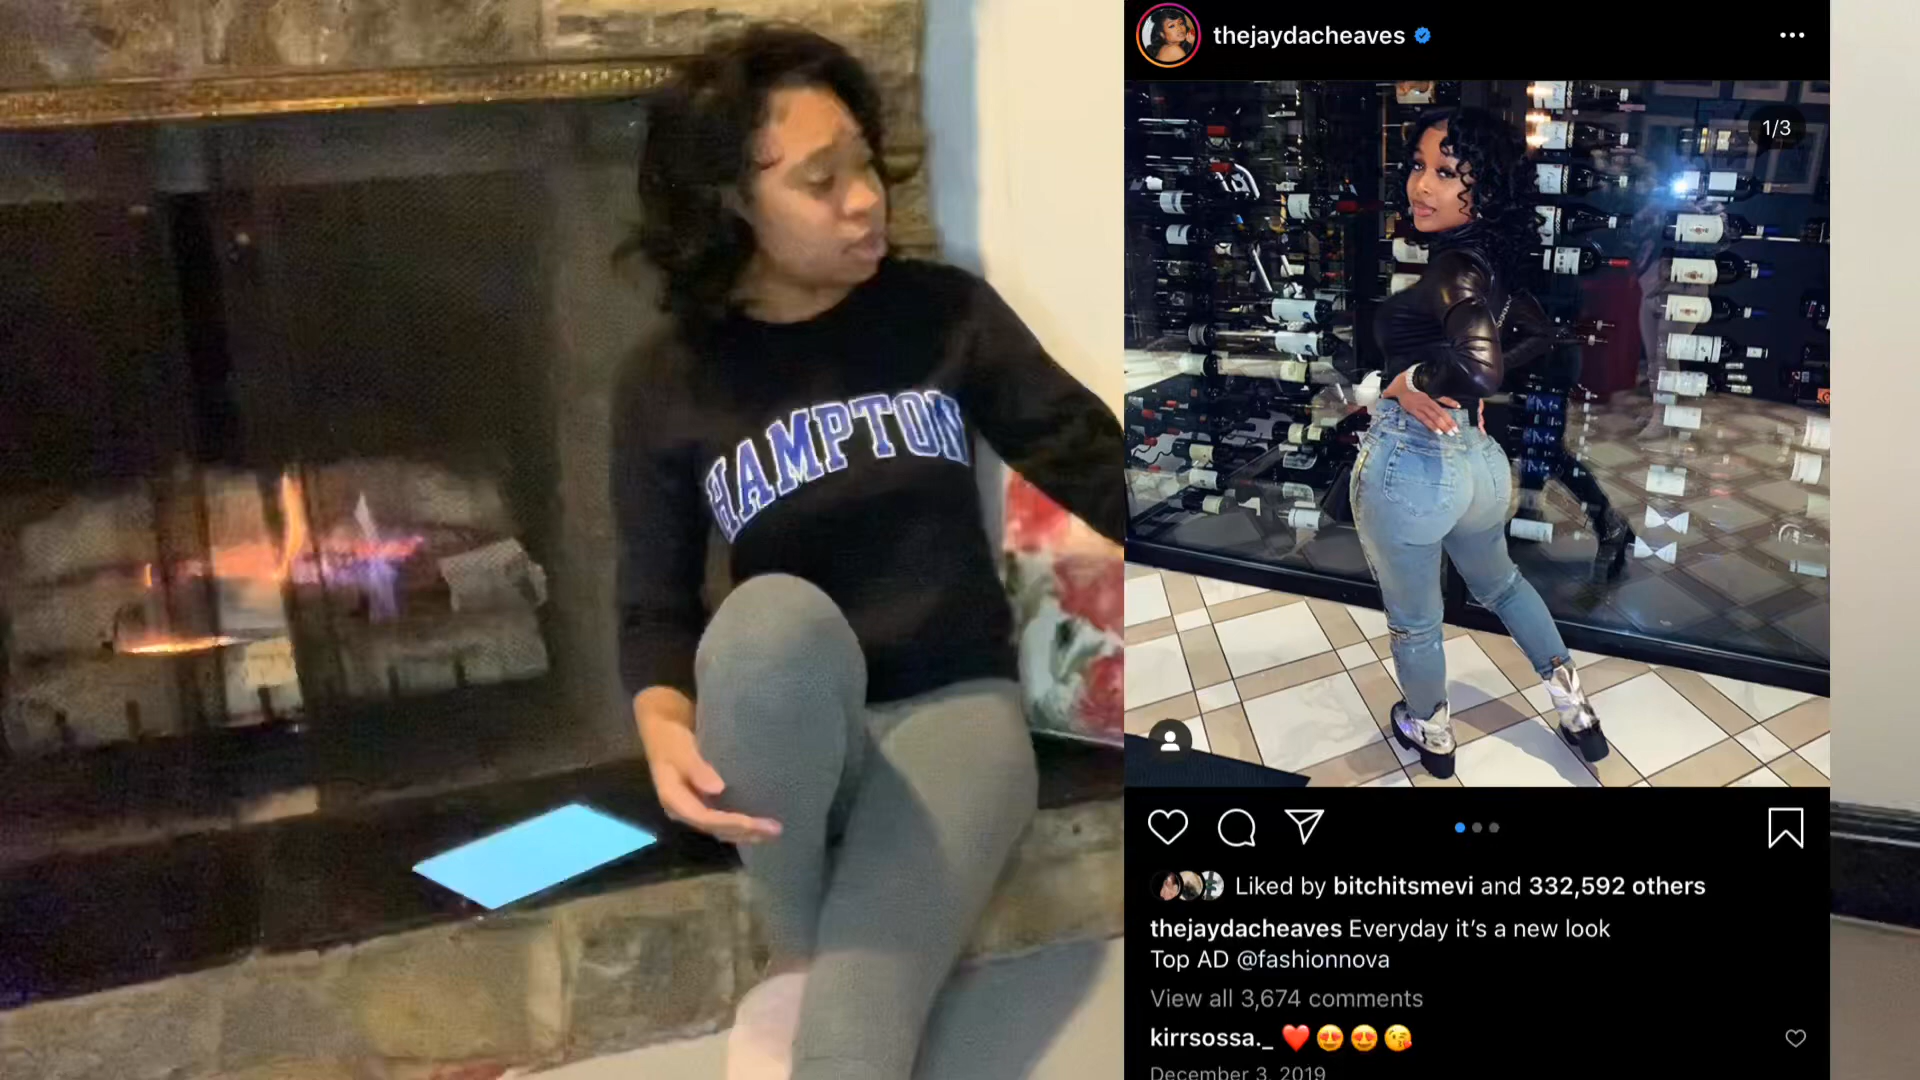 HAMPTON
thejaydacheaves
1/3
Liked by bitchitsmevi and 332,592 others
thejaydacheaves Everyday it’s a new look
Top AD @fashionnova
View all 3,674 comments
kirrsossa._ ❤️😍😍😘
December 3, 2019